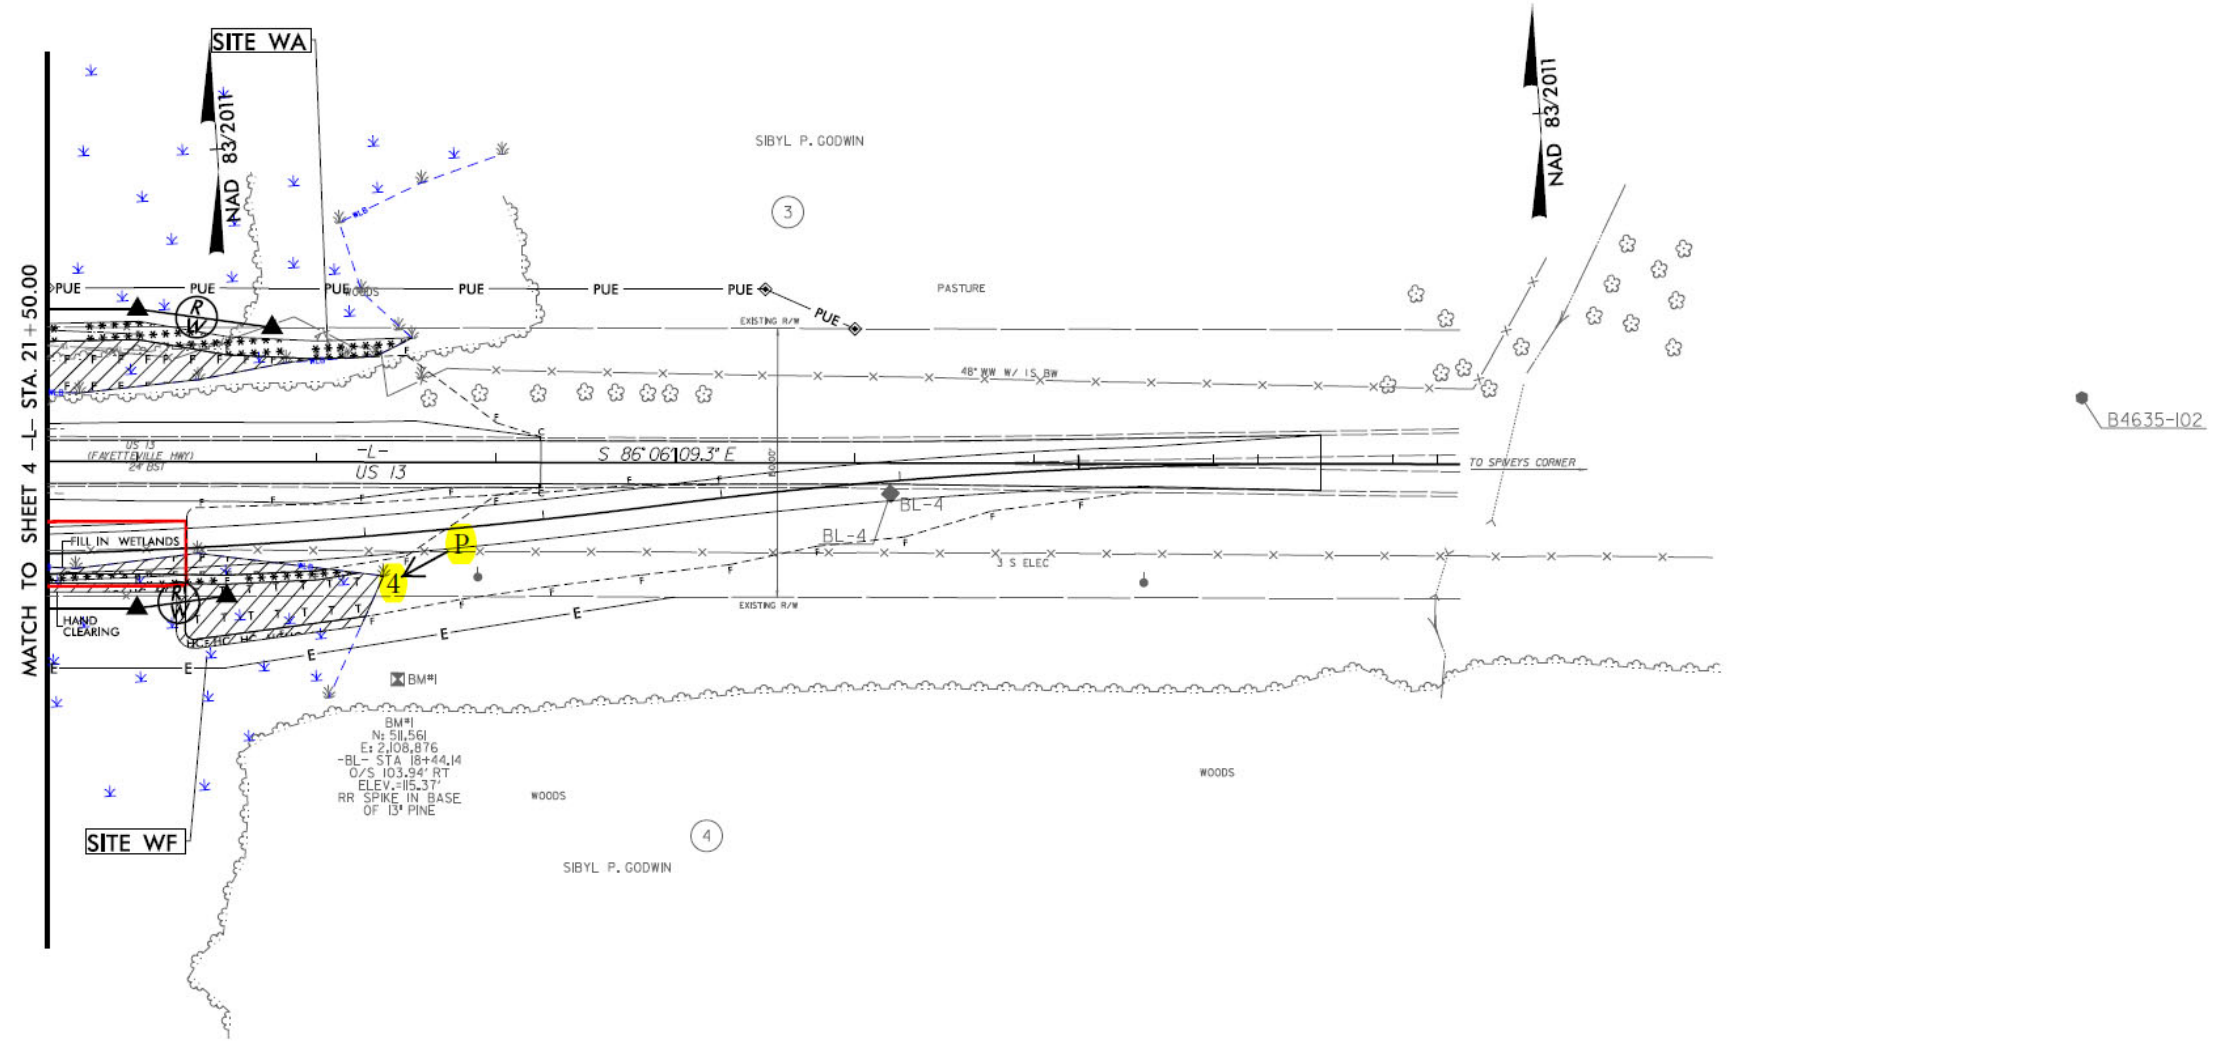 SITE WA
NAD 83/2011
NAD 83/2011
SIBYL P. GODWIN
3
WLB
PUE
PUE
PUE
PUE
PUE
PUE
PUE
WOODS
PASTURE
R
W
EXISTING R/W
48" WW W/ 1S BW
B4635-102
MATCH TO SHEET 4 -L- STA. 21+50.00
US 13
(FAYETTEVILLE HWY)
24' BST
-L-
US 13
S 86° 06' 09.3" E
TO SPIVEYS CORNER
C
C
BL-4
BL-4
FILL IN WETLANDS
P
4
3 S ELEC
EXISTING R/W
R
W
HAND
CLEARING
E
E
E
E
E
BM#1
BM#1
N: 511,561
E: 2,108,876
-BL- STA 18+44.14
O/S 103.94' RT
ELEV.=115.37'
RR SPIKE IN BASE
OF 13" PINE
WOODS
WOODS
SITE WF
4
SIBYL P. GODWIN